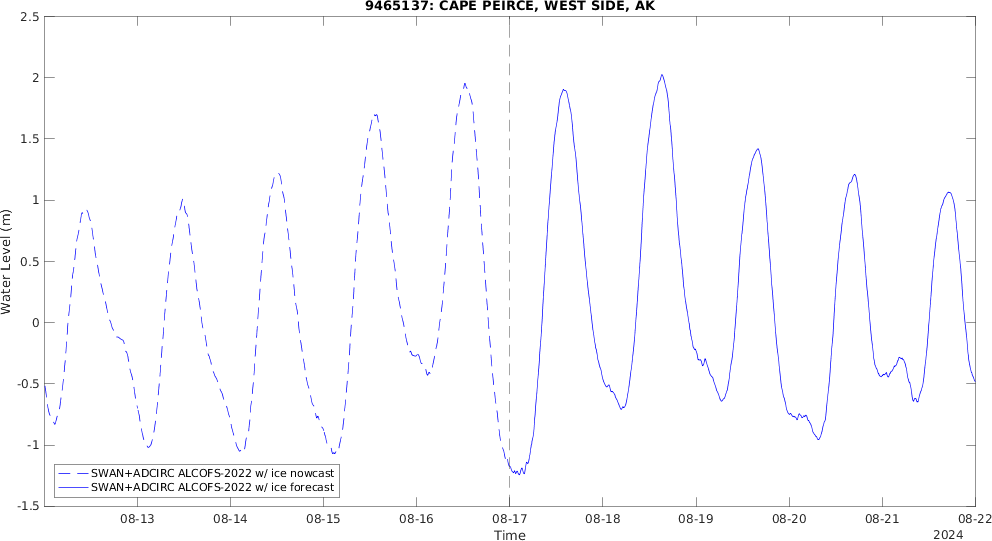 9465137: CAPE PEIRCE, WEST SIDE, AK
2.5
2
1.5
1
0.5
0
-0.5
-1
-1.5
Water Level (m)
SWAN+ADCIRC ALCOFS-2022 w/ ice nowcast
SWAN+ADCIRC ALCOFS-2022 w/ ice forecast
08-13 08-14 08-15 08-16 08-17 08-18 08-19 08-20 08-21 08-22
Time
2024